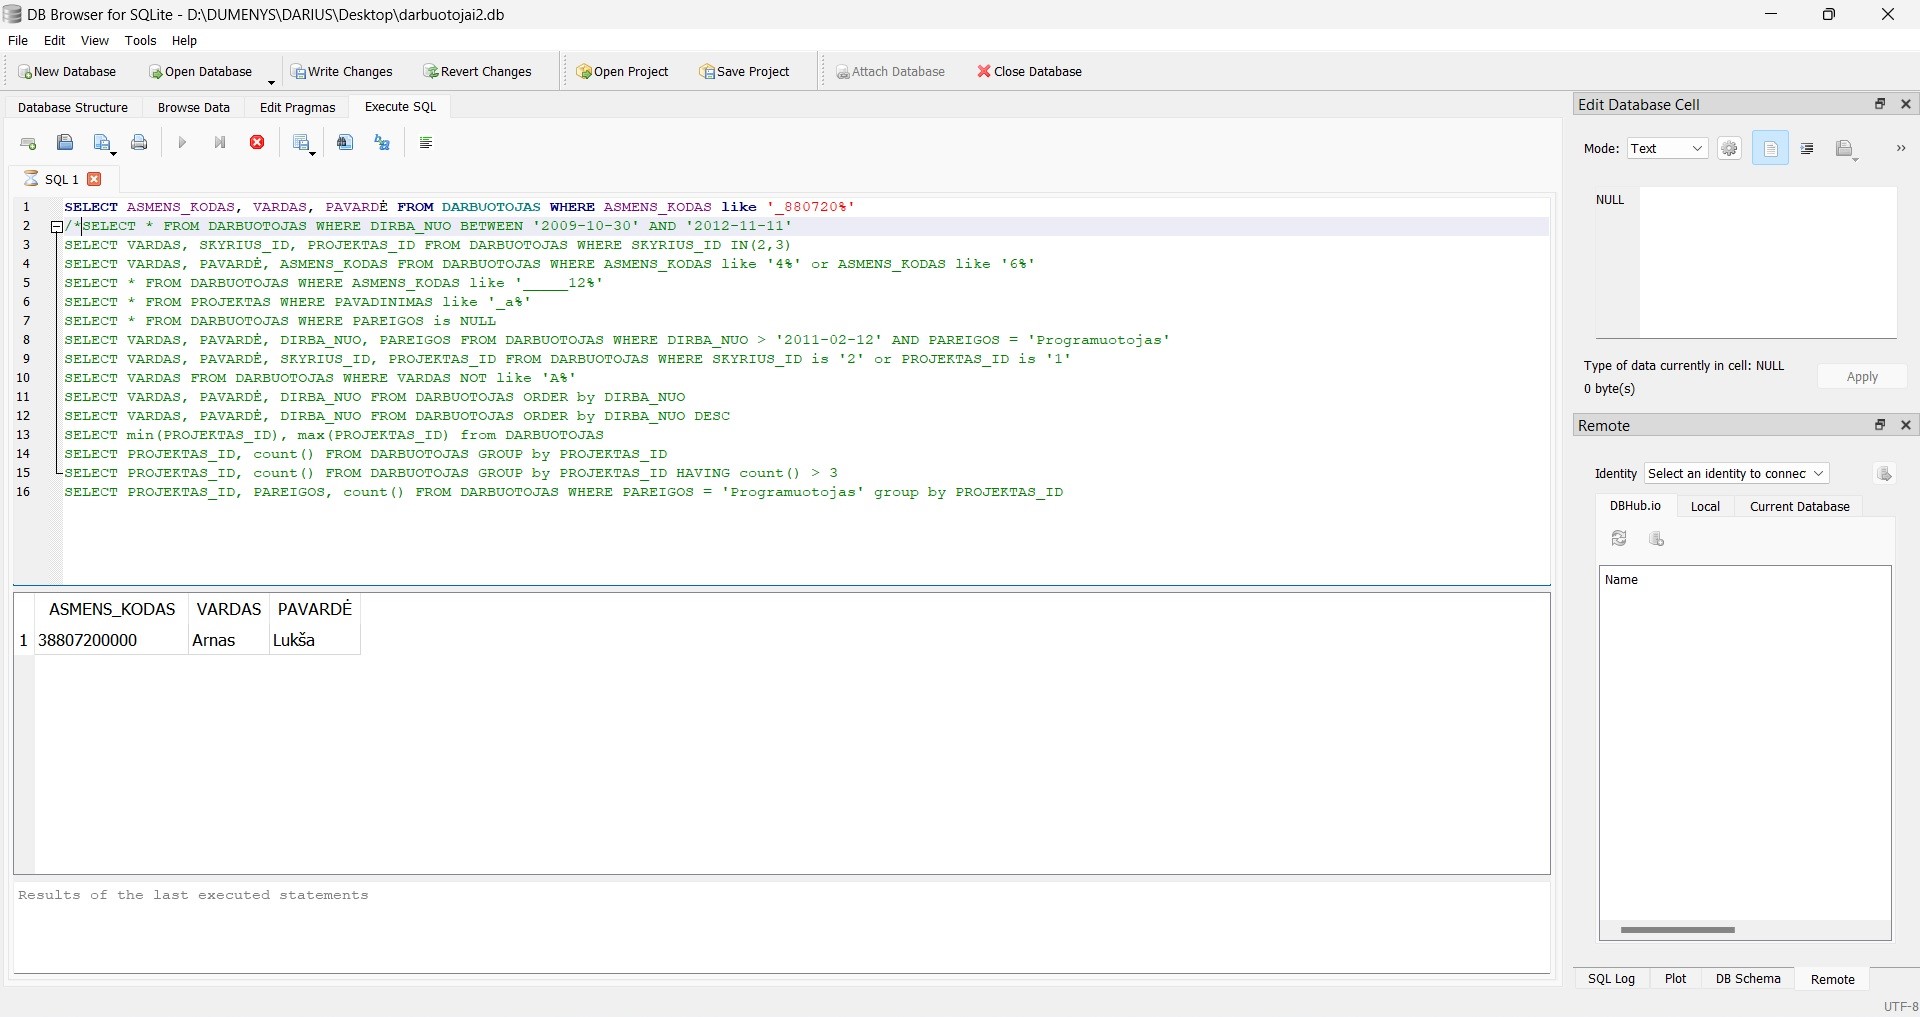 DB Browser for SQLite - D:\DUMENYS\DARIUS\Desktop\darbuotojai2.db
File Edit View Tools Help
New Database Open Database Write Changes Revert Changes Open Project Save Project Attach Database Close Database
Database Structure Browse Data Edit Pragmas Execute SQL
SQL 1
1 SELECT ASMENS_KODAS, VARDAS, PAVARDĖ FROM DARBUOTOJAS WHERE ASMENS_KODAS like '_880720%'
2 /*SELECT * FROM DARBUOTOJAS WHERE DIRBA_NUO BETWEEN '2009-10-30' AND '2012-11-11'
3 SELECT VARDAS, SKYRIUS_ID, PROJEKTAS_ID FROM DARBUOTOJAS WHERE SKYRIUS_ID IN(2,3)
4 SELECT VARDAS, PAVARDĖ, ASMENS_KODAS FROM DARBUOTOJAS WHERE ASMENS_KODAS like '4%' or ASMENS_KODAS like '6%'
5 SELECT * FROM DARBUOTOJAS WHERE ASMENS_KODAS like '_____12%'
6 SELECT * FROM PROJEKTAS WHERE PAVADINIMAS like '_a%'
7 SELECT * FROM DARBUOTOJAS WHERE PAREIGOS is NULL
8 SELECT VARDAS, PAVARDĖ, DIRBA_NUO, PAREIGOS FROM DARBUOTOJAS WHERE DIRBA_NUO > '2011-02-12' AND PAREIGOS = 'Programuotojas'
9 SELECT VARDAS, PAVARDĖ, SKYRIUS_ID, PROJEKTAS_ID FROM DARBUOTOJAS WHERE SKYRIUS_ID is '2' or PROJEKTAS_ID is '1'
10 SELECT VARDAS FROM DARBUOTOJAS WHERE VARDAS NOT like 'A%'
11 SELECT VARDAS, PAVARDĖ, DIRBA_NUO FROM DARBUOTOJAS ORDER by DIRBA_NUO
12 SELECT VARDAS, PAVARDĖ, DIRBA_NUO FROM DARBUOTOJAS ORDER by DIRBA_NUO DESC
13 SELECT min(PROJEKTAS_ID), max(PROJEKTAS_ID) from DARBUOTOJAS
14 SELECT PROJEKTAS_ID, count() FROM DARBUOTOJAS GROUP by PROJEKTAS_ID
15 SELECT PROJEKTAS_ID, count() FROM DARBUOTOJAS GROUP by PROJEKTAS_ID HAVING count() > 3
16 SELECT PROJEKTAS_ID, PAREIGOS, count() FROM DARBUOTOJAS WHERE PAREIGOS = 'Programuotojas' group by PROJEKTAS_ID
ASMENS_KODAS VARDAS PAVARDĖ
1 38807200000 Arnas Lukša
Results of the last executed statements
Edit Database Cell
Mode: Text
NULL
Type of data currently in cell: NULL
0 byte(s)
Apply
Remote
Identity Select an identity to connec
DBHub.io Local Current Database
Name
SQL Log Plot DB Schema Remote
UTF-8